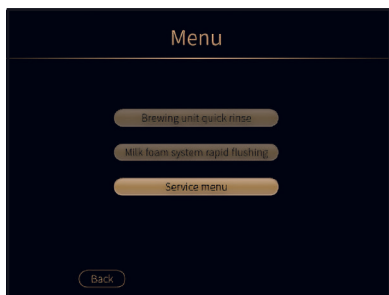 Menu
Brewing unit quick rinse
Milk foam system rapid flushing
Service menu
Back